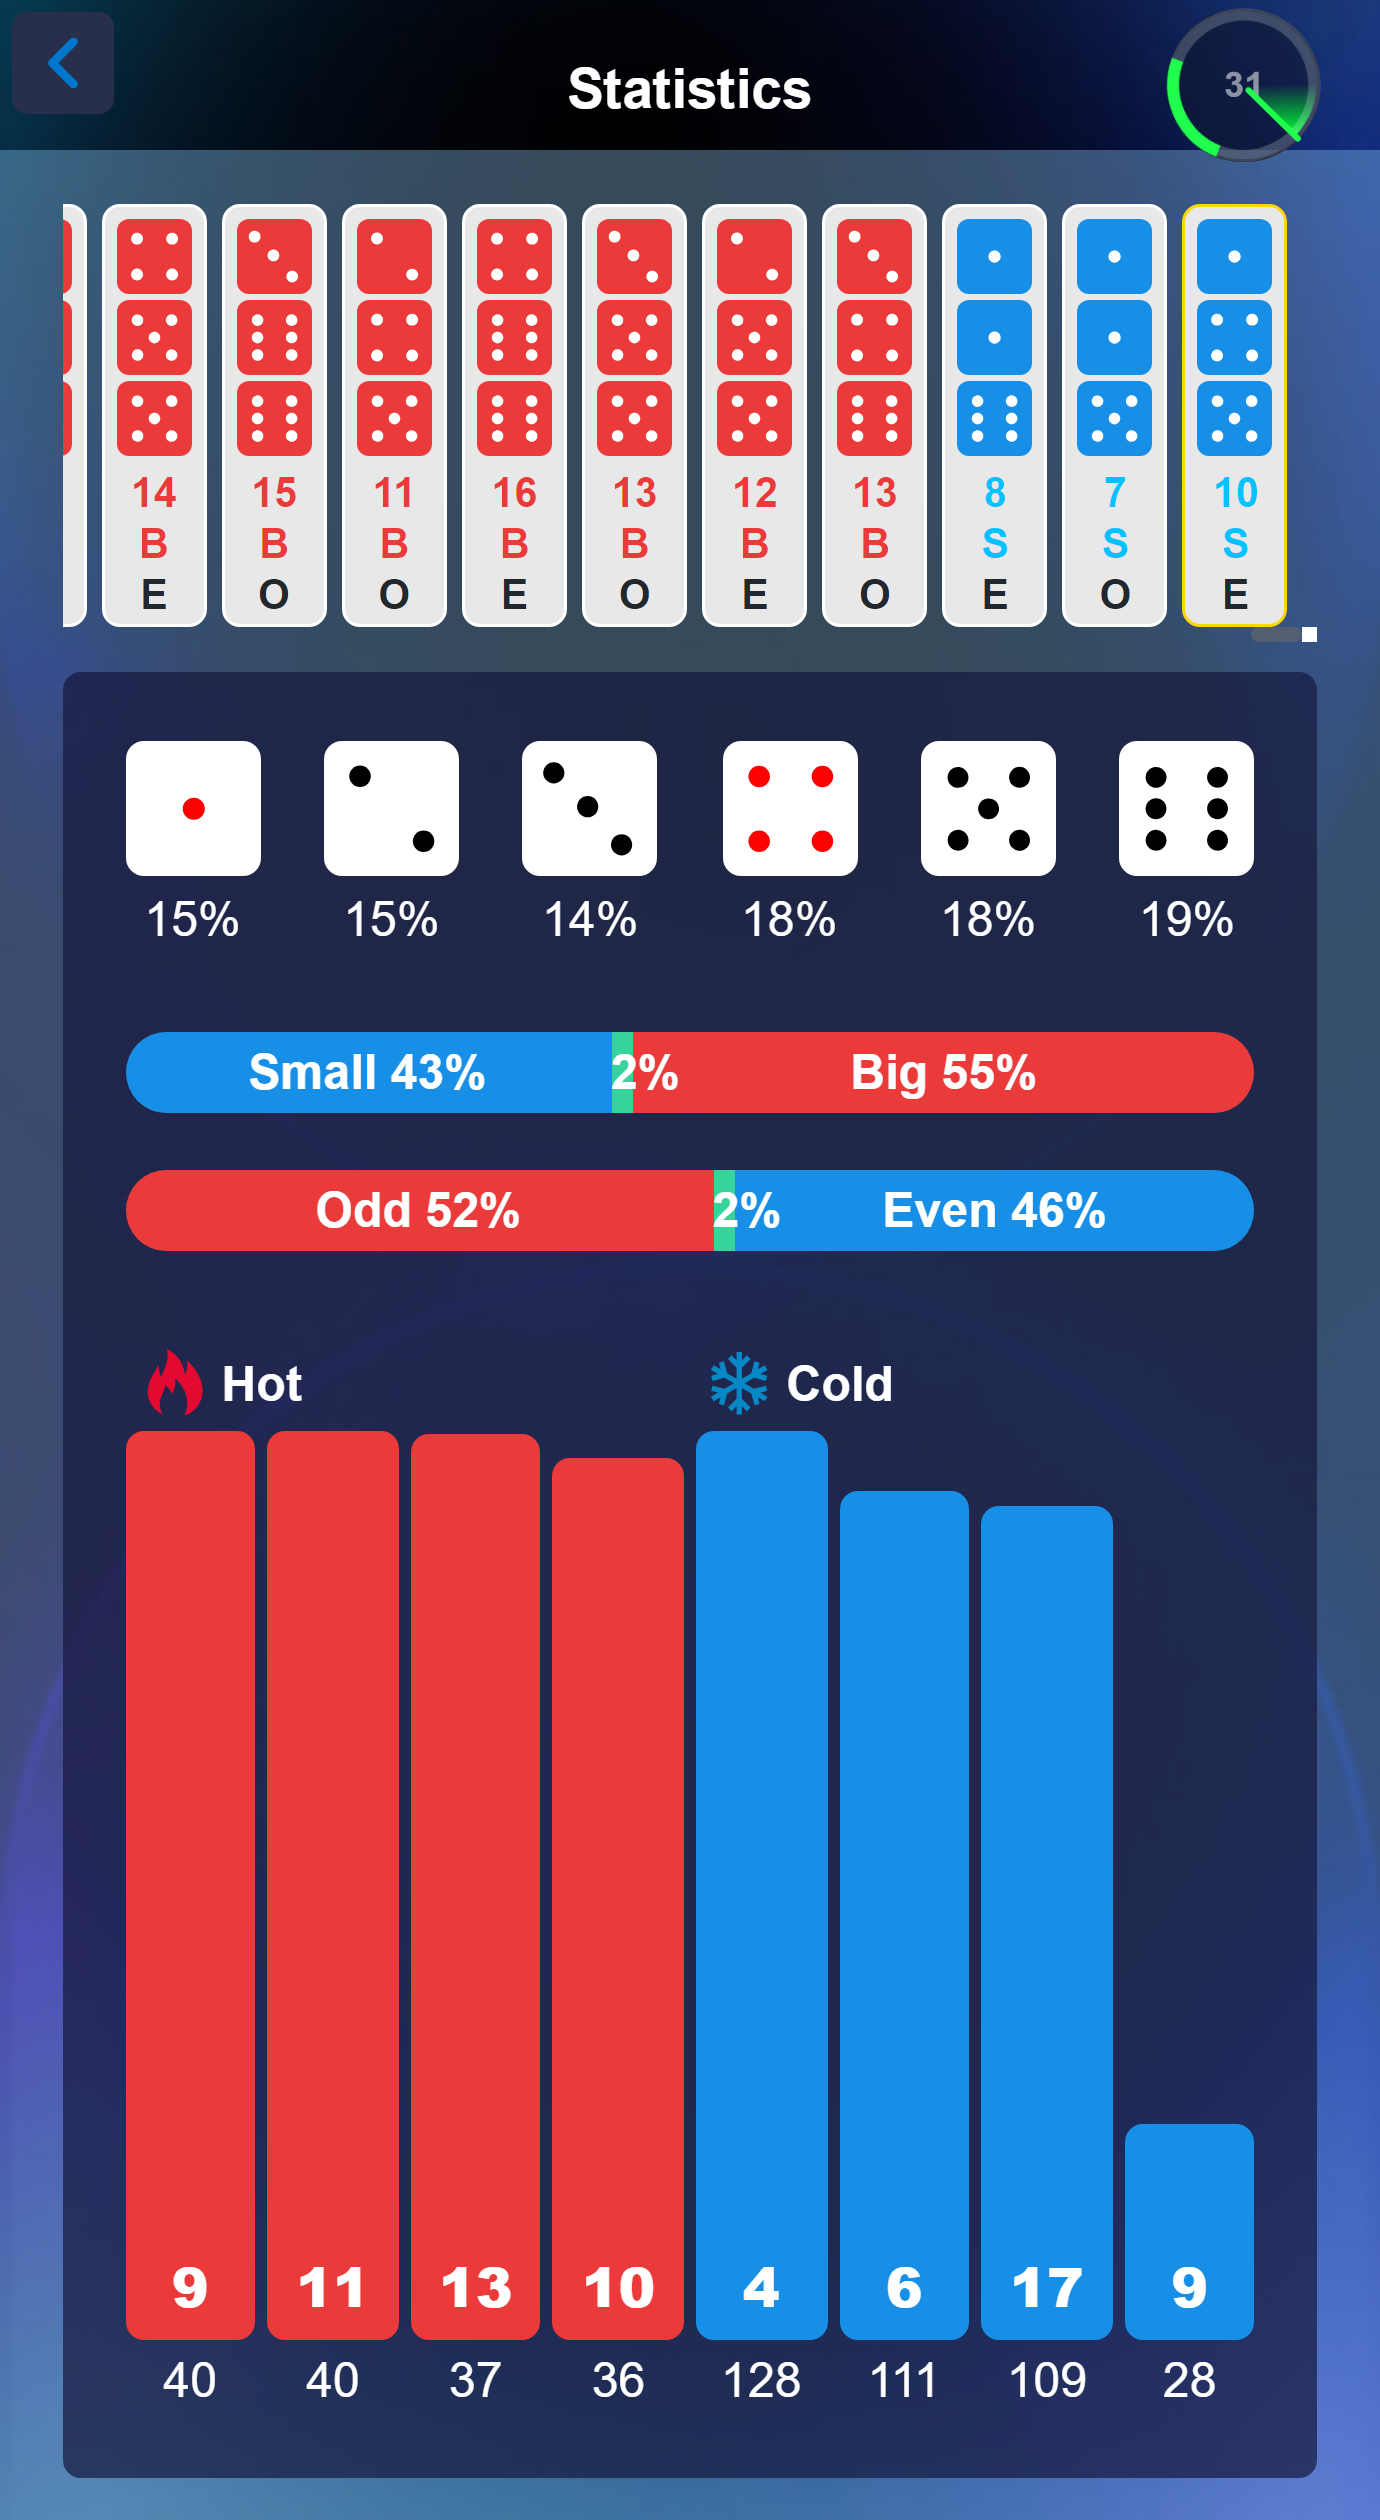 Statistics
31
14 15 11 16 13 12 13 8 7 10
B B B B B B B S S S
E O O E O E O E O E
15% 15% 14% 18% 18% 19%
Small 43% 2% Big 55%
Odd 52% 2% Even 46%
Hot Cold
9 11 13 10 4 6 17 9
40 40 37 36 128 111 109 28